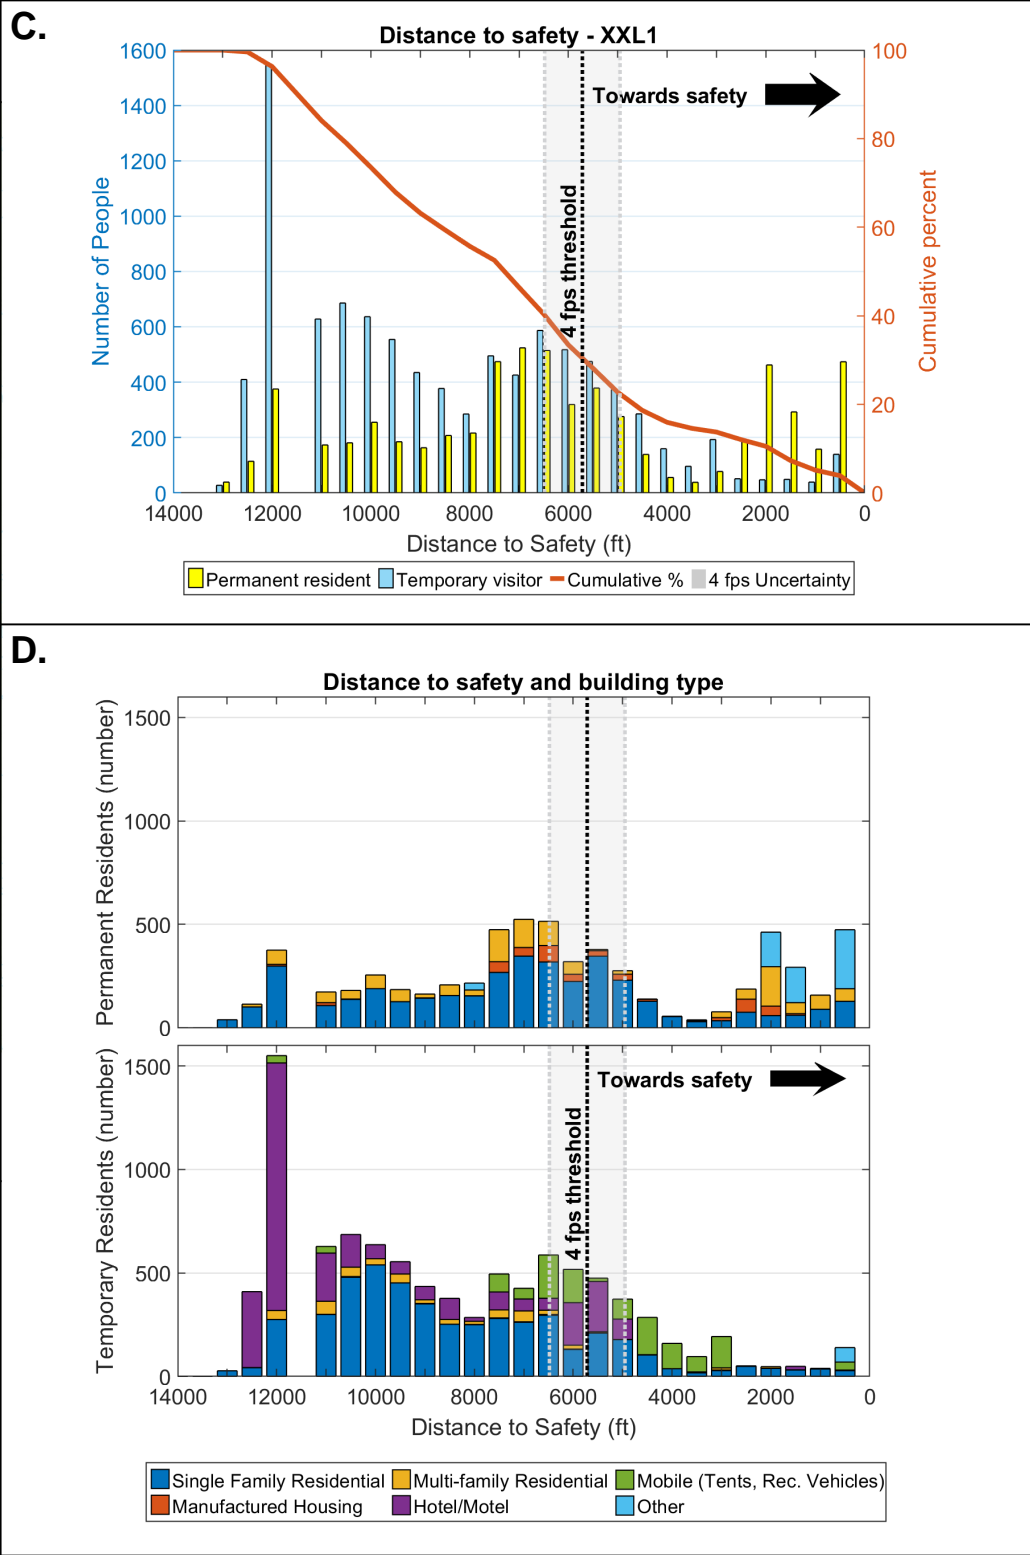 C.
Distance to safety - XXL1
1600
1400
1200
1000
800
600
400
200
0
Number of People
100
80
60
40
20
0
Cumulative percent
Towards safety
4 fps threshold
14000 12000 10000 8000 6000 4000 2000 0
Distance to Safety (ft)
Permanent resident Temporary visitor Cumulative % 4 fps Uncertainty
D.
Distance to safety and building type
1500
1000
500
0
Permanent Residents (number)
1500
1000
500
0
Temporary Residents (number)
Towards safety
4 fps threshold
14000 12000 10000 8000 6000 4000 2000 0
Distance to Safety (ft)
Single Family Residential Multi-family Residential Mobile (Tents, Rec. Vehicles)
Manufactured Housing Hotel/Motel Other